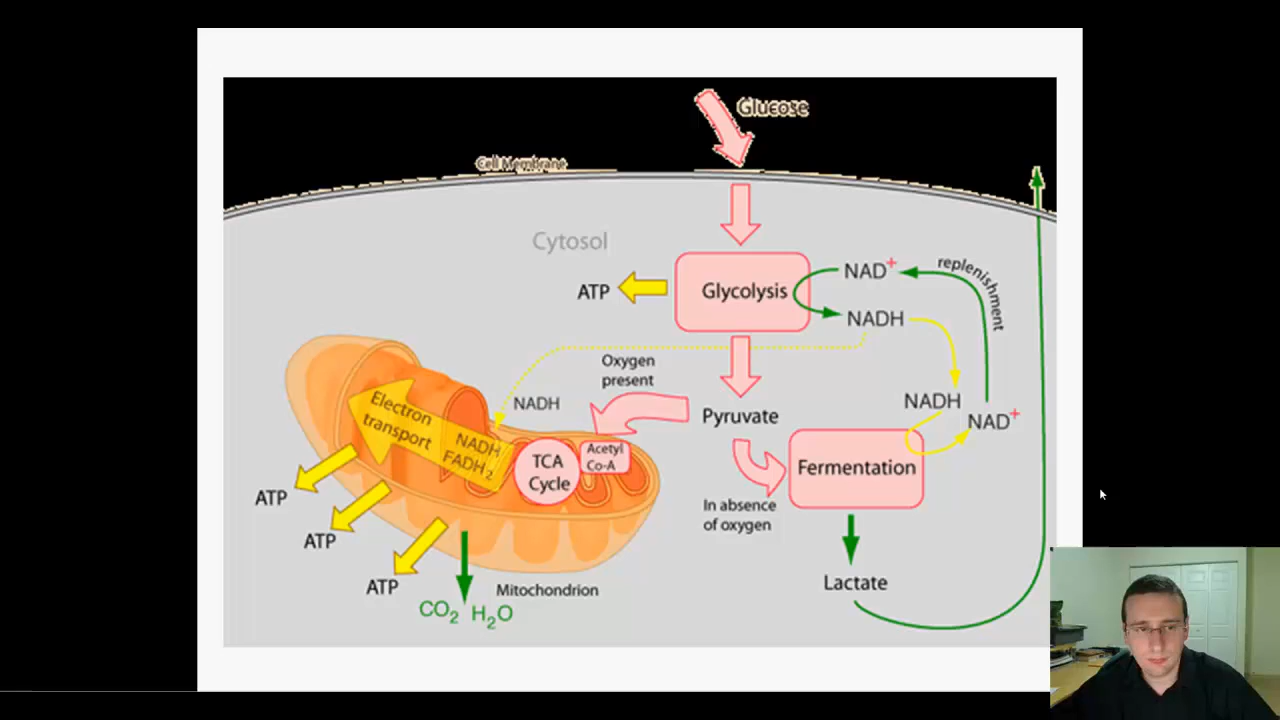 Glucose
Cell Membrane
Cytosol
NAD+
replenishment
ATP
Glycolysis
NADH
Oxygen
present
Electron
transport
NADH
Pyruvate
NADH
NAD+
NADH
FADH2
TCA
Cycle
Acetyl
Co-A
Fermentation
ATP
In absence
of oxygen
ATP
ATP
Mitochondrion
Lactate
CO2 H2O